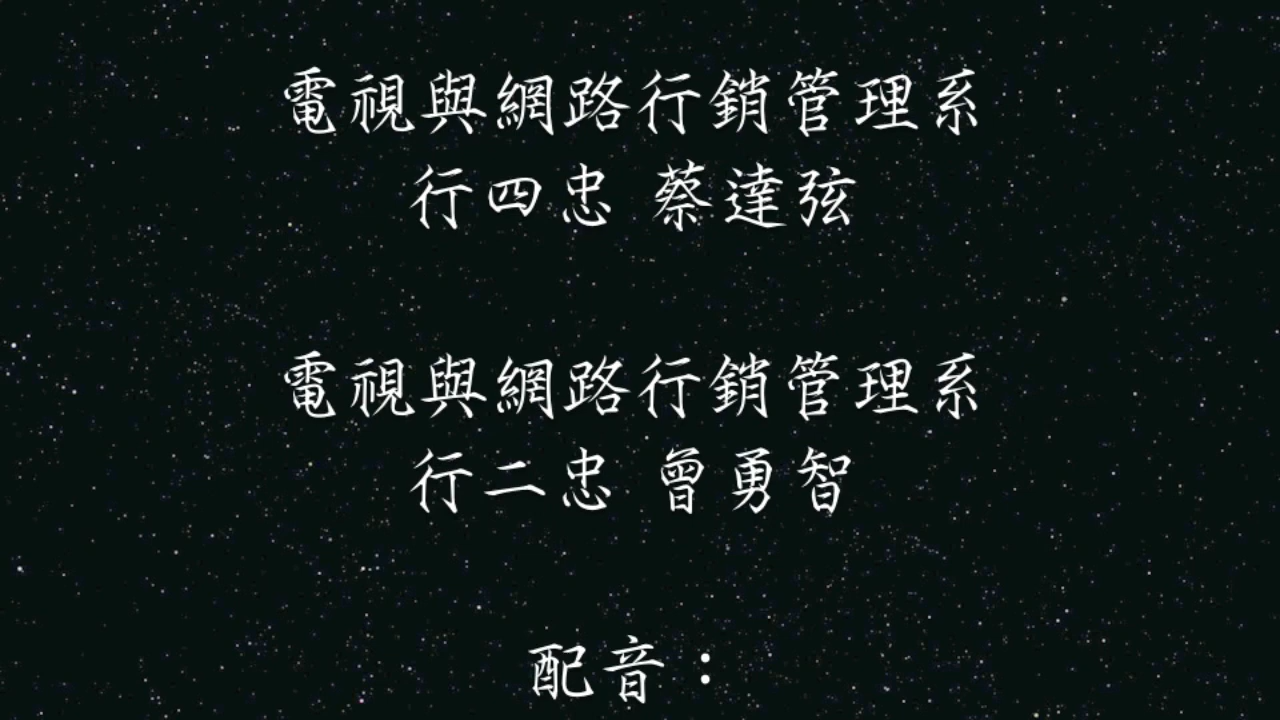 電視與網路行銷管理系
行四忠 蔡達弦
電視與網路行銷管理系
行二忠 曾勇智
配音：